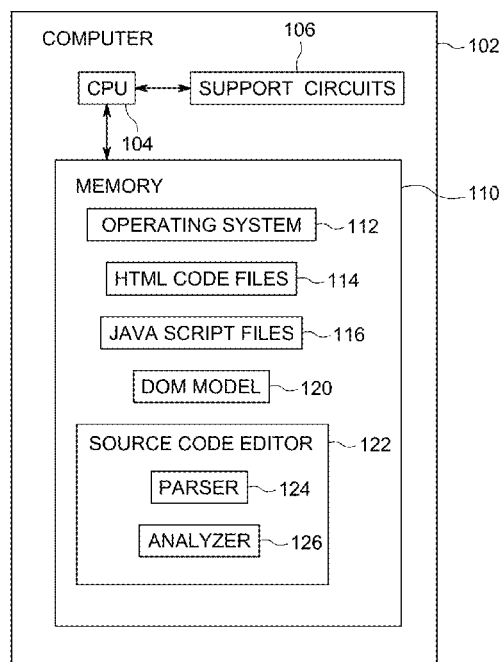 COMPUTER
102
106
CPU
SUPPORT CIRCUITS
104
MEMORY
110
OPERATING SYSTEM
112
HTML CODE FILES
114
JAVA SCRIPT FILES
116
DOM MODEL
120
SOURCE CODE EDITOR
122
PARSER
124
ANALYZER
126